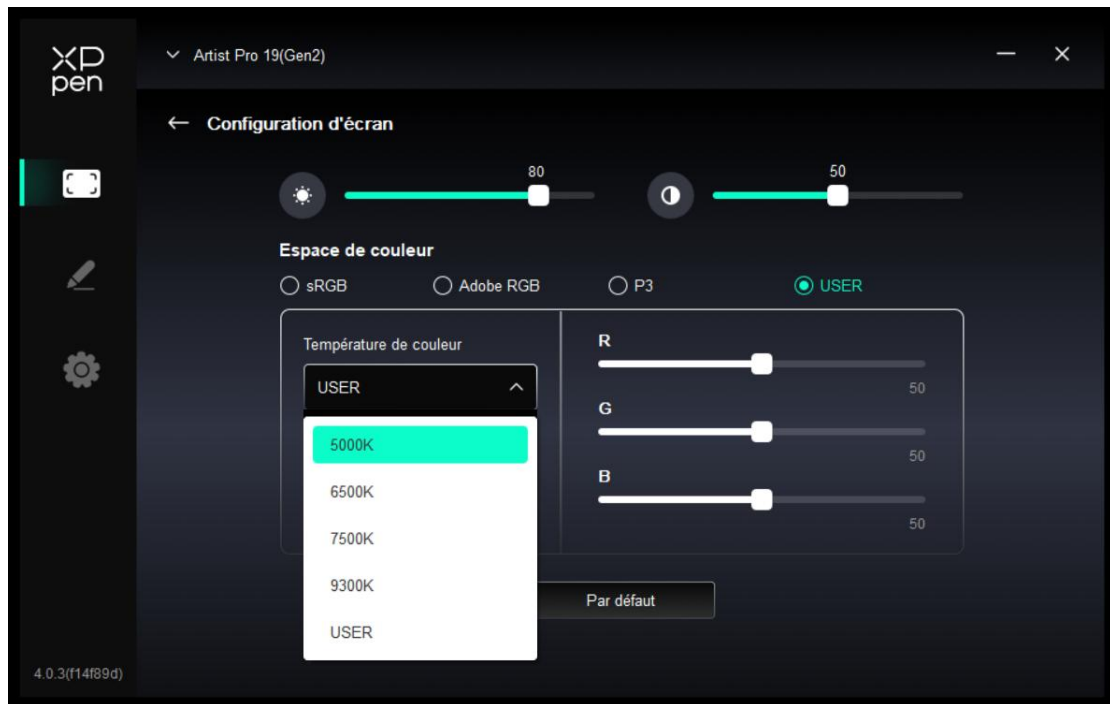 XP
pen
Artist Pro 19(Gen2)
Configuration d'écran
80
50
Espace de couleur
sRGB
Adobe RGB
P3
USER
Température de couleur
USER
5000K
6500K
7500K
9300K
USER
R
50
G
50
B
50
Par défaut
4.0.3(f14f89d)